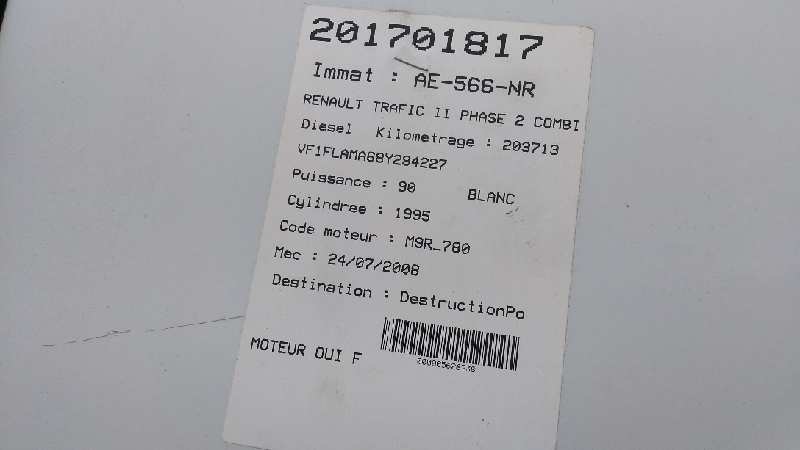 201701817
Immat : AE-566-NR
RENAULT TRAFIC II PHASE 2 COMBI
Diesel Kilometrage : 203713
VF1FLAMA68Y284227
Puissance : 90 BLANC
Cylindree : 1995
Code moteur : M9R_780
Mec : 24/07/2008
Destination : DestructionPo
MOTEUR OUI F